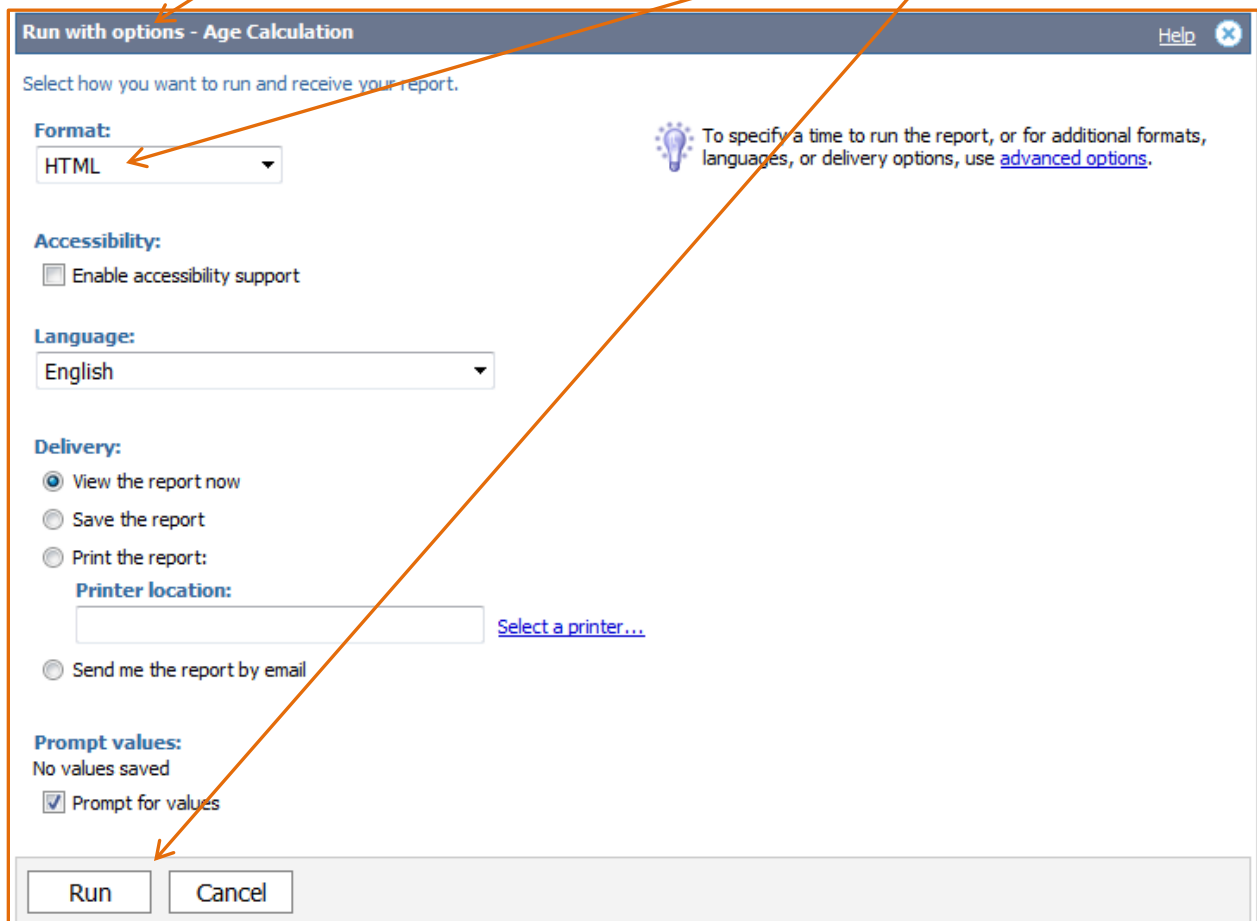 Run with options - Age Calculation
Help
Select how you want to run and receive your report.
Format:
HTML
To specify a time to run the report, or for additional formats,
languages, or delivery options, use advanced options.
Accessibility:
Enable accessibility support
Language:
English
Delivery:
View the report now
Save the report
Print the report:
Printer location:
Select a printer...
Send me the report by email
Prompt values:
No values saved
Prompt for values
Run
Cancel